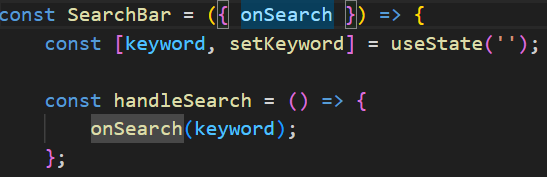 const SearchBar = ({ onSearch }) => {
const [keyword, setKeyword] = useState('');
const handleSearch = () => {
onSearch(keyword);
};